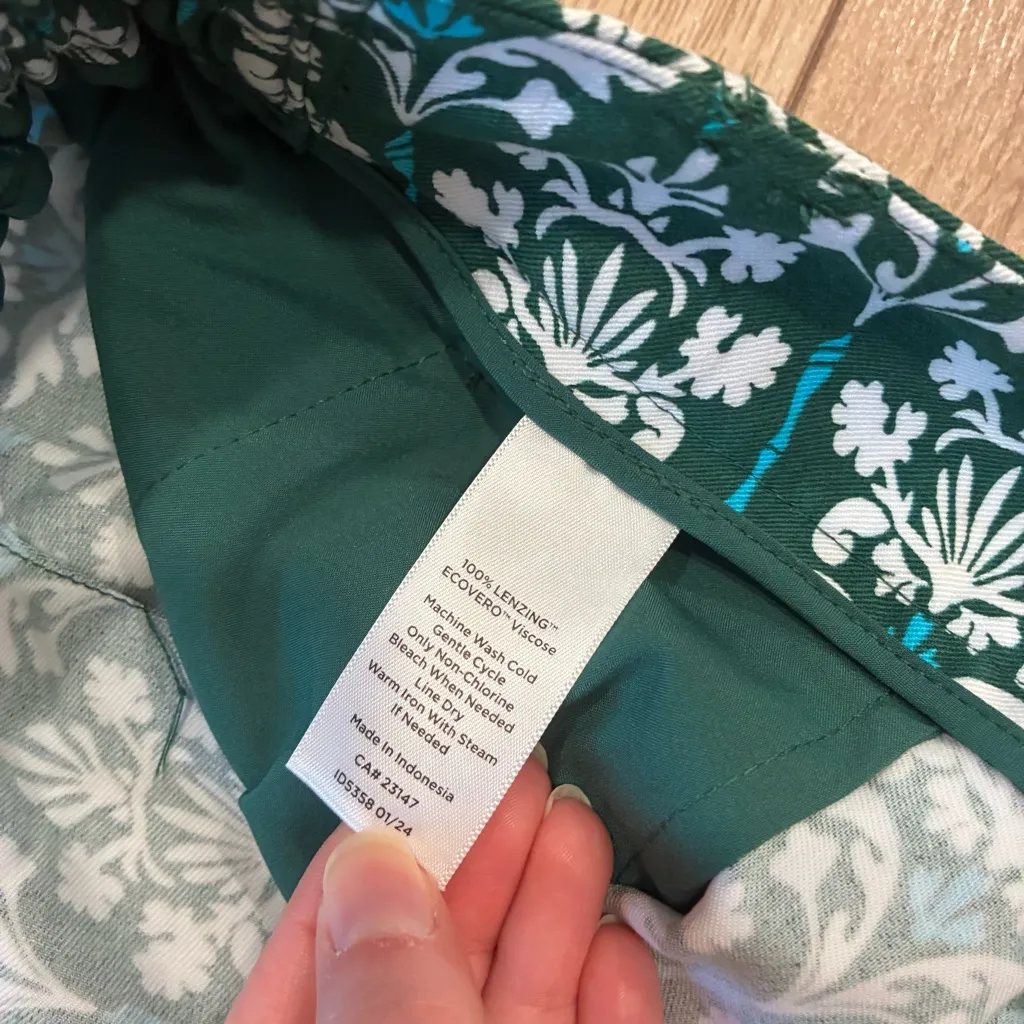 100% LENZING™
ECOVERO™ Viscose
Machine Wash Cold
Gentle Cycle
Only Non-Chlorine
Bleach When Needed
Line Dry
Warm Iron With Steam
If Needed
Made In Indonesia
CA# 23147
ID5358 01/24